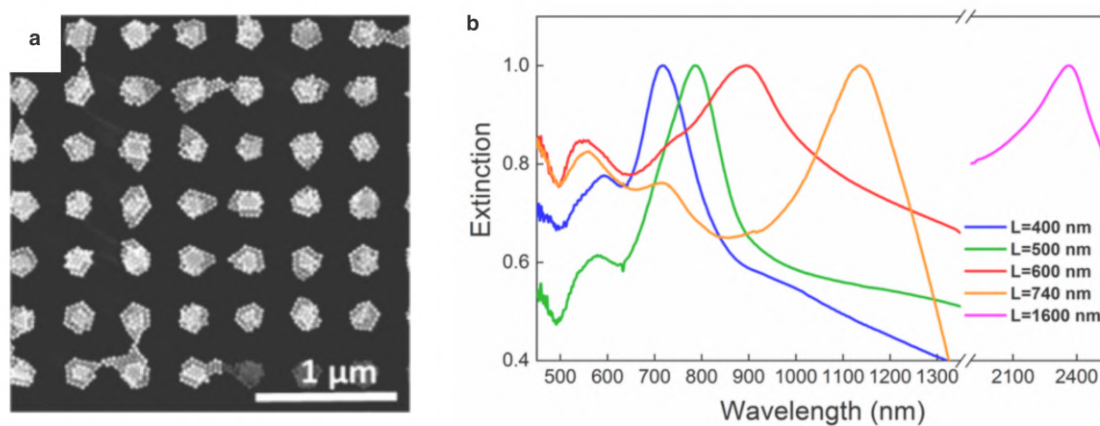 a
1 μm
b
Extinction
1.0
0.8
0.6
0.4
500 600 700 800 900 1000 1100 1200 1300 2100 2400
Wavelength (nm)
L=400 nm
L=500 nm
L=600 nm
L=740 nm
L=1600 nm